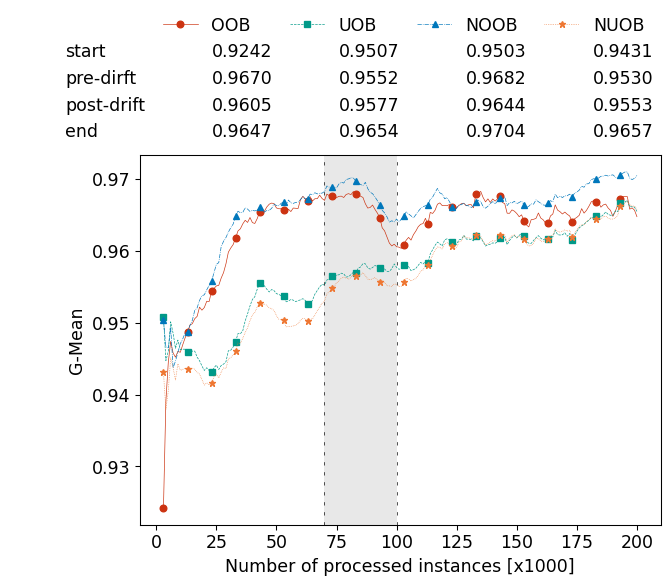 OOB UOB NOOB NUOB
start 0.9242 0.9507 0.9503 0.9431
pre-dirft 0.9670 0.9552 0.9682 0.9530
post-drift 0.9605 0.9577 0.9644 0.9553
end 0.9647 0.9654 0.9704 0.9657
0.97
0.96
0.95
0.94
0.93
G-Mean
0 25 50 75 100 125 150 175 200
Number of processed instances [x1000]